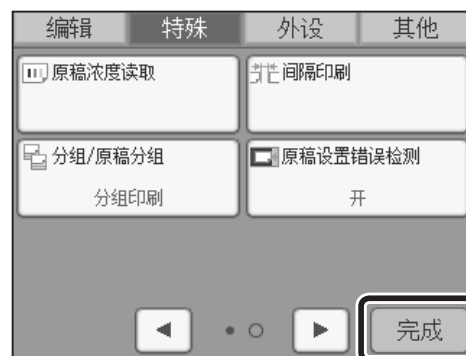 编辑 特殊 外设 其他
原稿浓度读取 间隔印刷
分组/原稿分组 原稿设置错误检测
分组印刷 开
完成